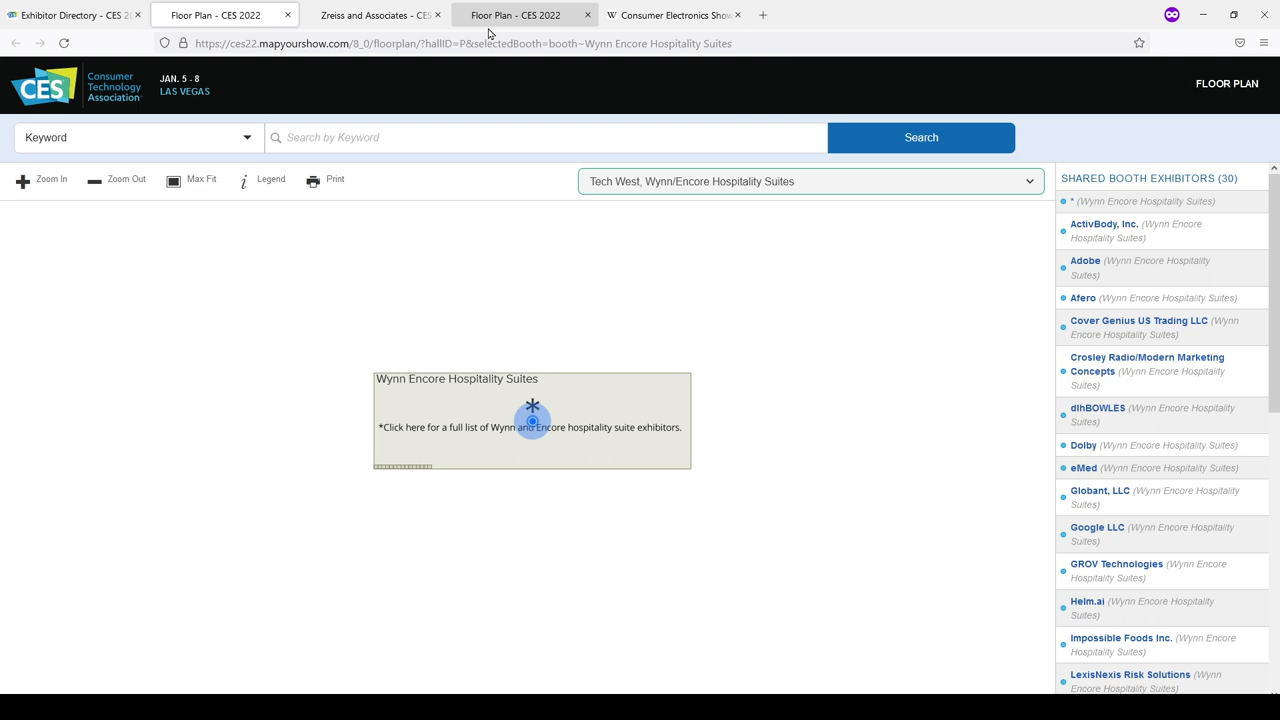 Exhibitor Directory - CES 20
Floor Plan - CES 2022
Zreiss and Associates - CES
Floor Plan - CES 2022
Consumer Electronics Show
https://ces22.mapyourshow.com/8_0/floorplan/?hallID=P&selectedBooth=booth~Wynn Encore Hospitality Suites
CES
Consumer
Technology
Association
JAN. 5 - 8
LAS VEGAS
FLOOR PLAN
Keyword
Search by Keyword
Search
Zoom In
Zoom Out
Max Fit
Legend
Print
Tech West, Wynn/Encore Hospitality Suites
Wynn Encore Hospitality Suites
*
*Click here for a full list of Wynn and Encore hospitality suite exhibitors.
SHARED BOOTH EXHIBITORS (30)
* (Wynn Encore Hospitality Suites)
ActivBody, Inc. (Wynn Encore
Hospitality Suites)
Adobe (Wynn Encore Hospitality
Suites)
Afero (Wynn Encore Hospitality Suites)
Cover Genius US Trading LLC (Wynn
Encore Hospitality Suites)
Crosley Radio/Modern Marketing
Concepts (Wynn Encore Hospitality
Suites)
dlhBOWLES (Wynn Encore Hospitality
Suites)
Dolby (Wynn Encore Hospitality Suites)
eMed (Wynn Encore Hospitality Suites)
Globant, LLC (Wynn Encore Hospitality
Suites)
Google LLC (Wynn Encore Hospitality
Suites)
GROV Technologies (Wynn Encore
Hospitality Suites)
Helm.ai (Wynn Encore Hospitality
Suites)
Impossible Foods Inc. (Wynn Encore
Hospitality Suites)
LexisNexis Risk Solutions (Wynn
Encore Hospitality Suites)